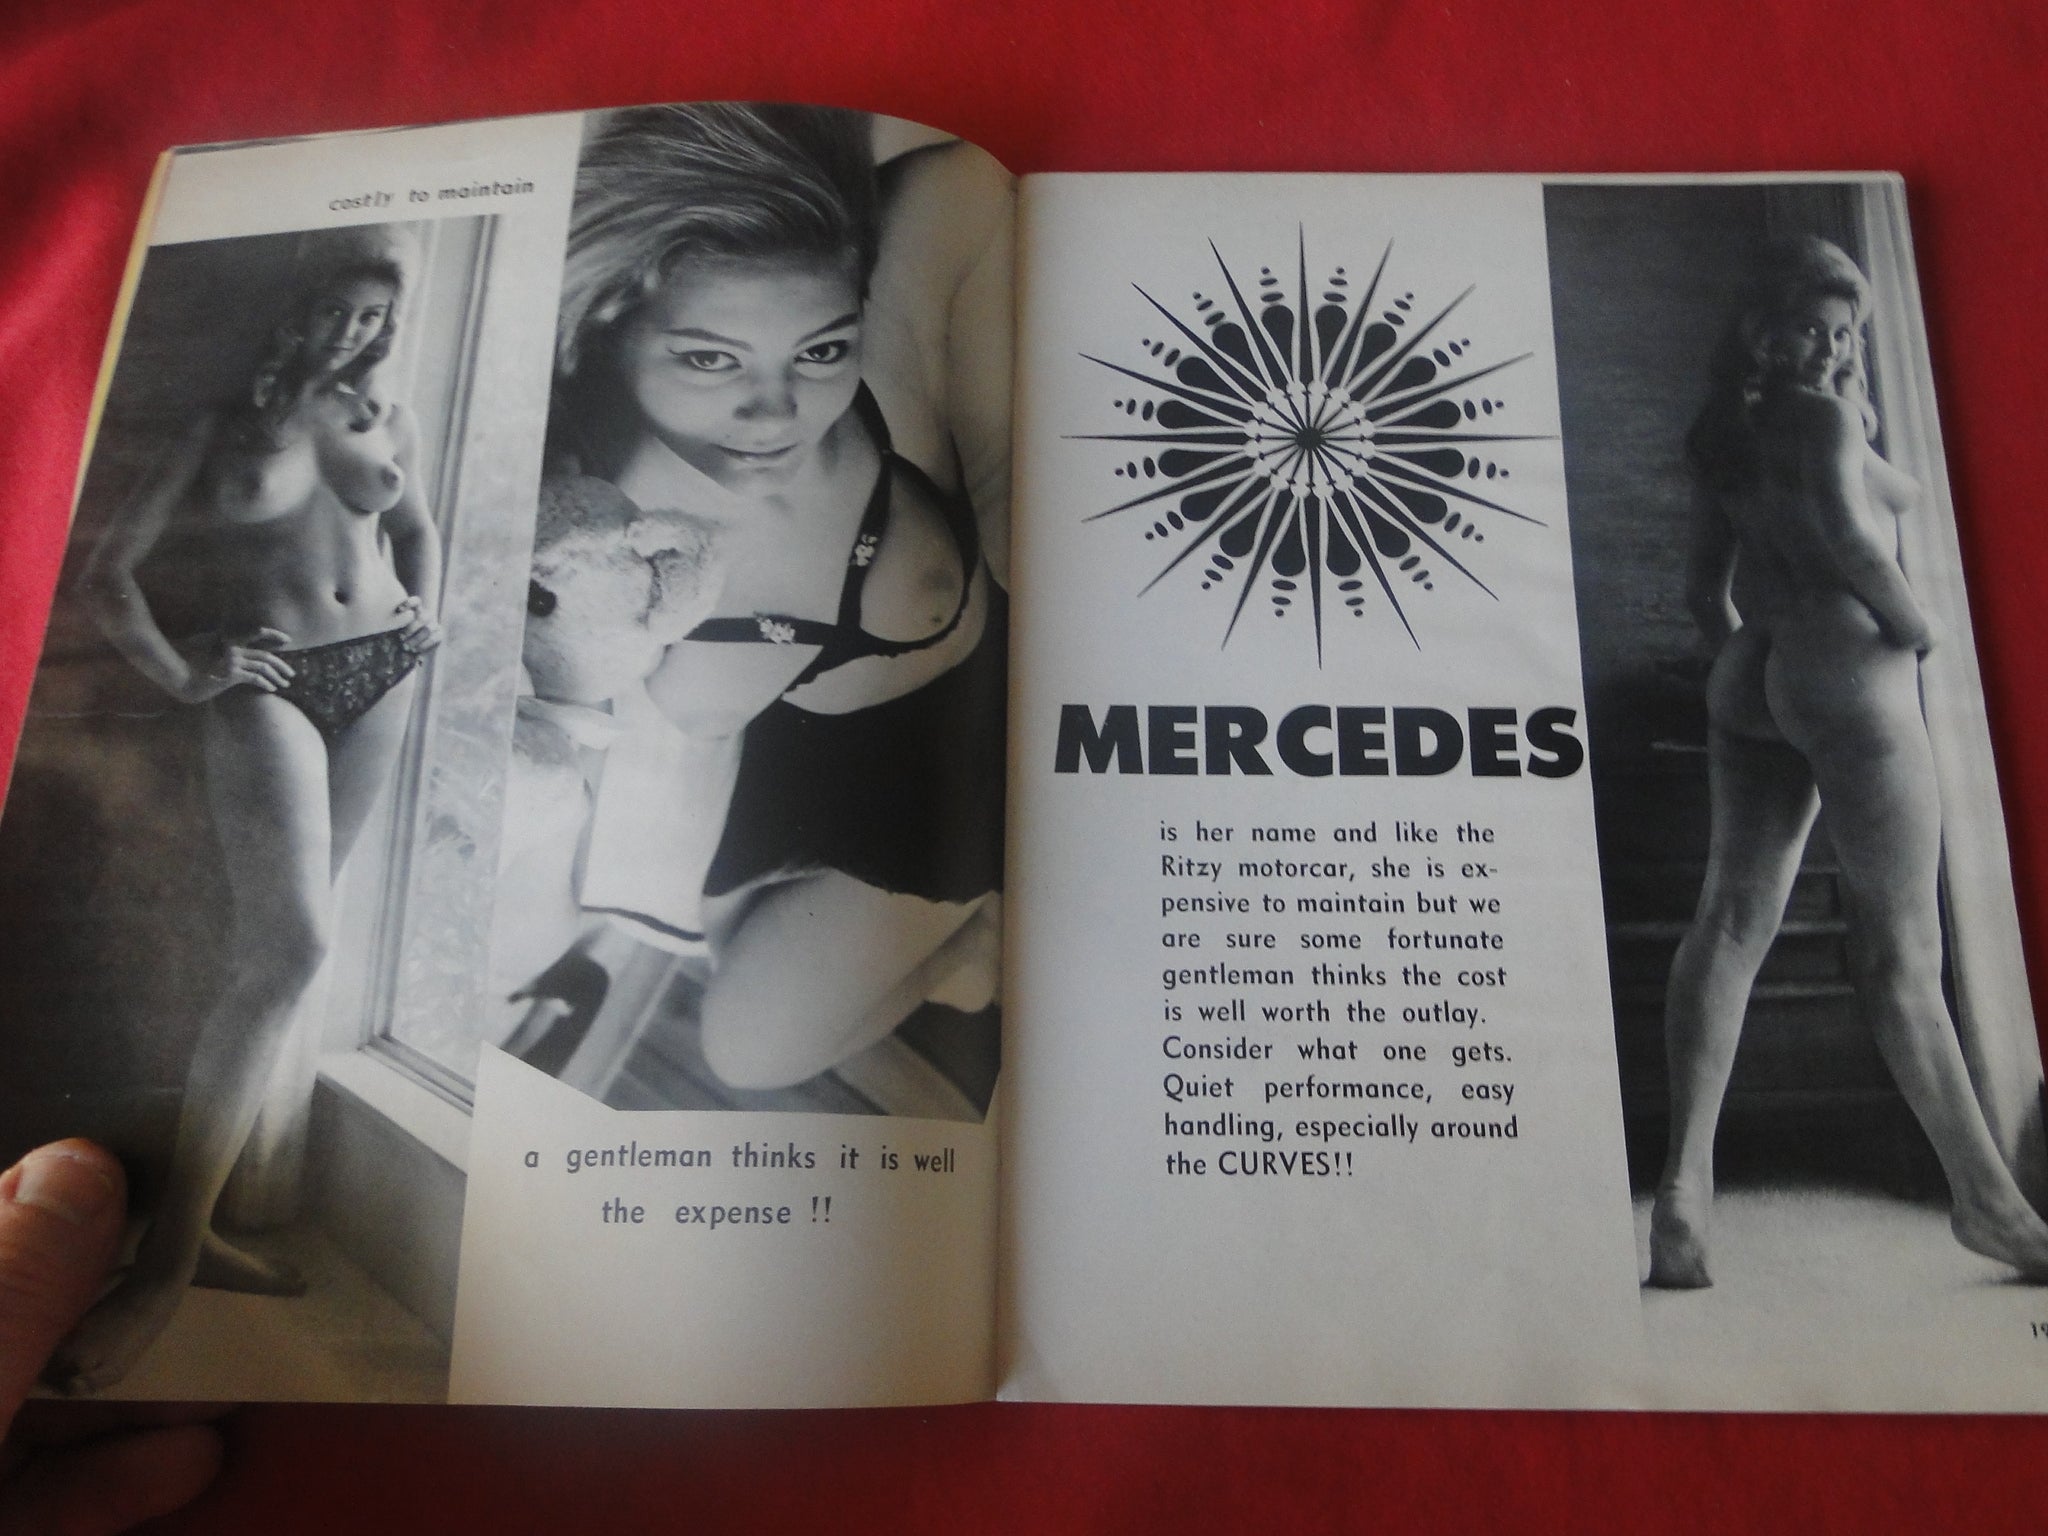 costly to maintain
a gentleman thinks it is well
the expense !!
MERCEDES
is her name and like the
Ritzy motorcar, she is ex-
pensive to maintain but we
are sure some fortunate
gentleman thinks the cost
is well worth the outlay.
Consider what one gets.
Quiet performance, easy
handling, especially around
the CURVES!!